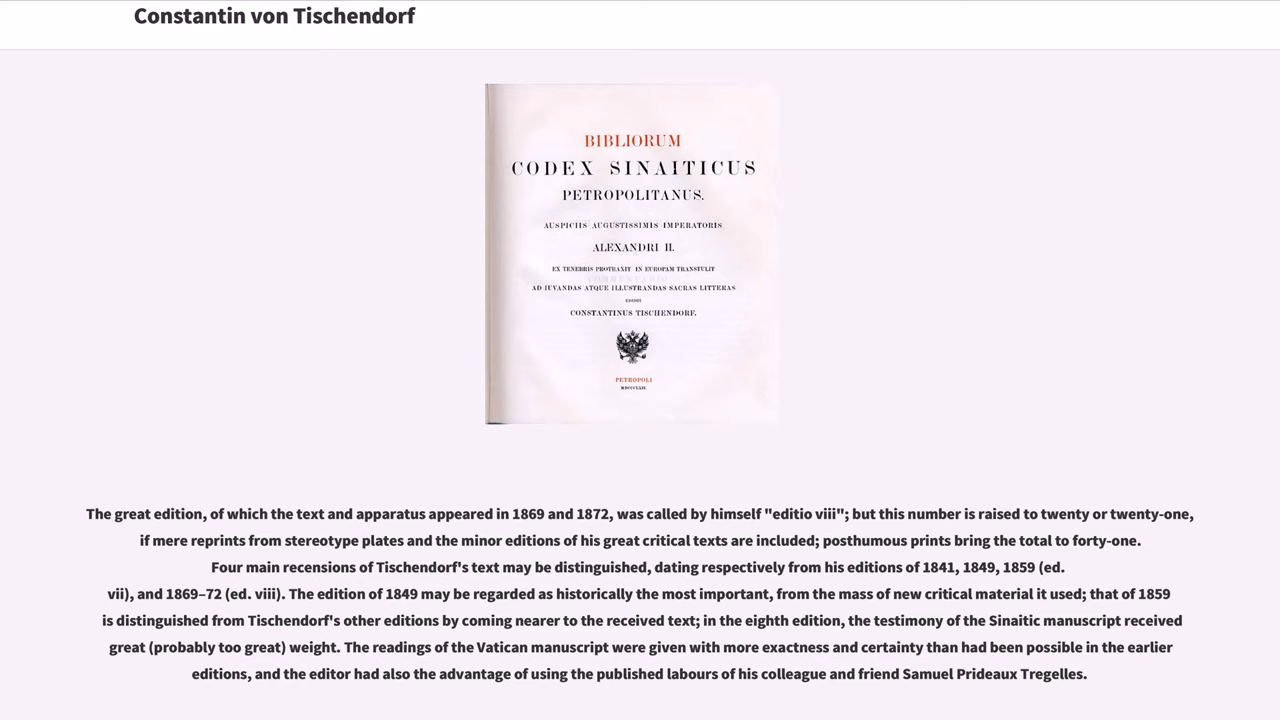 Constantin von Tischendorf
BIBLIORUM
CODEX SINAITICUS
PETROPOLITANUS.
AUSPICIIS AUGUSTISSIMIS IMPERATORIS
ALEXANDRI II.
EX TENEBRIS PROTRAXIT IN EUROPAM TRANSTULIT
AD IUVANDAS ATQUE ILLUSTRANDAS SACRAS LITTERAS
CONSTANTINUS TISCHENDORF.
PETROPOLI
The great edition, of which the text and apparatus appeared in 1869 and 1872, was called by himself "editio viii"; but this number is raised to twenty or twenty-one,
if mere reprints from stereotype plates and the minor editions of his great critical texts are included; posthumous prints bring the total to forty-one.
Four main recensions of Tischendorf's text may be distinguished, dating respectively from his editions of 1841, 1849, 1859 (ed.
vii), and 1869–72 (ed. viii). The edition of 1849 may be regarded as historically the most important, from the mass of new critical material it used; that of 1859
is distinguished from Tischendorf's other editions by coming nearer to the received text; in the eighth edition, the testimony of the Sinaitic manuscript received
great (probably too great) weight. The readings of the Vatican manuscript were given with more exactness and certainty than had been possible in the earlier
editions, and the editor had also the advantage of using the published labours of his colleague and friend Samuel Prideaux Tregelles.